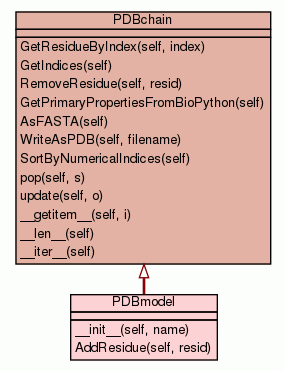 PDBchain
GetResidueByIndex(self, index)
GetIndices(self)
RemoveResidue(self, resid)
GetPrimaryPropertiesFromBioPython(self)
AsFASTA(self)
WriteAsPDB(self, filename)
SortByNumericalIndices(self)
pop(self, s)
update(self, o)
__getitem__(self, i)
__len__(self)
__iter__(self)
PDBmodel
__init__(self, name)
AddResidue(self, resid)